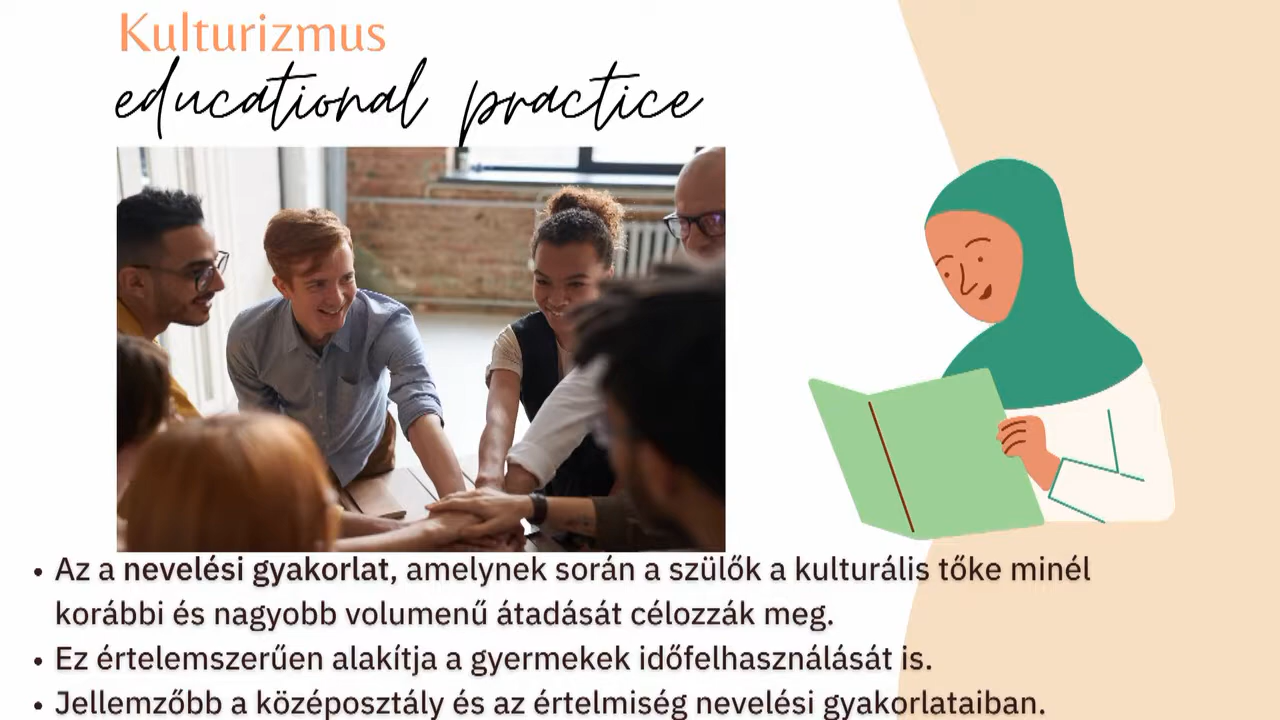 Kulturizmus
educational practice
• Az a nevelési gyakorlat, amelynek során a szülők a kulturális tőke minél
korábbi és nagyobb volumenű átadását célozzák meg.
• Ez értelemszerűen alakítja a gyermekek időfelhasználását is.
• Jellemzőbb a középosztály és az értelmiség nevelési gyakorlataiban.